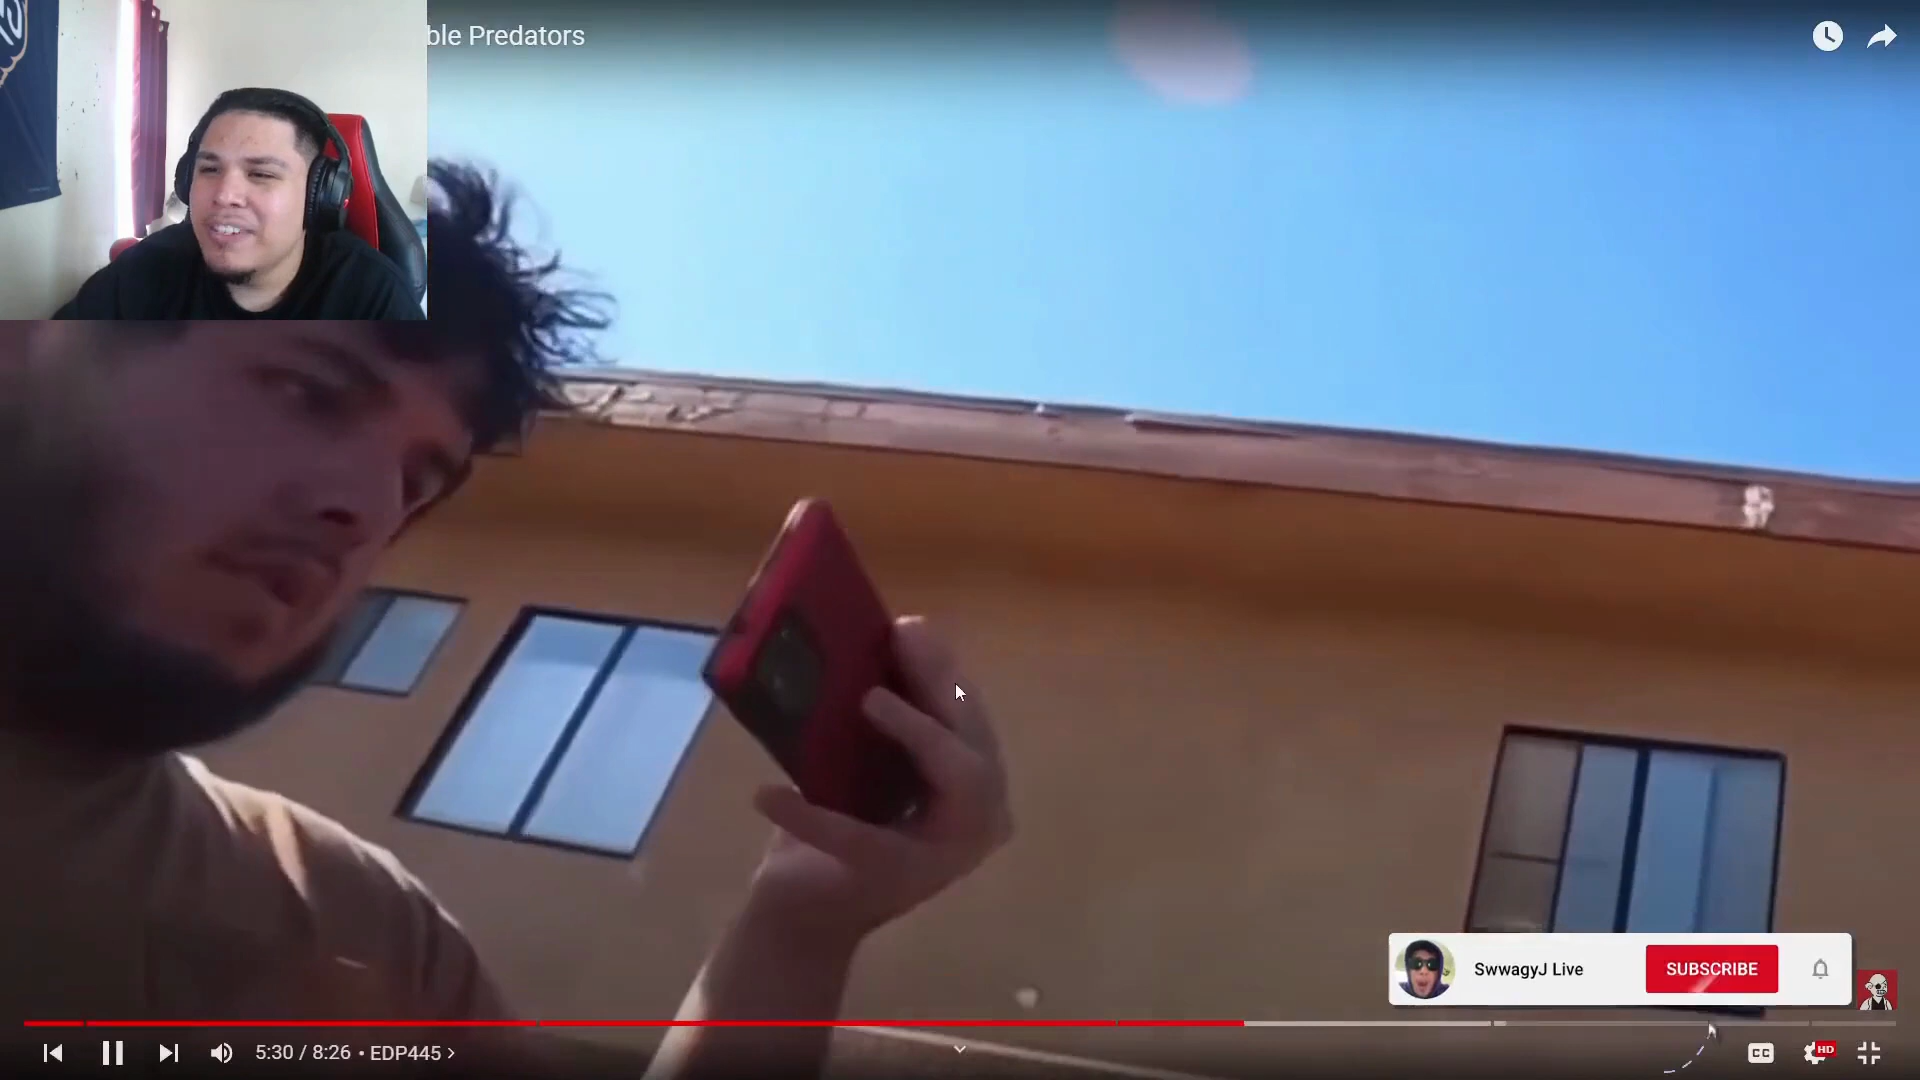 ble Predators
SwwagyJ Live
SUBSCRIBE
5:30 / 8:26 • EDP445 >
CC
HD